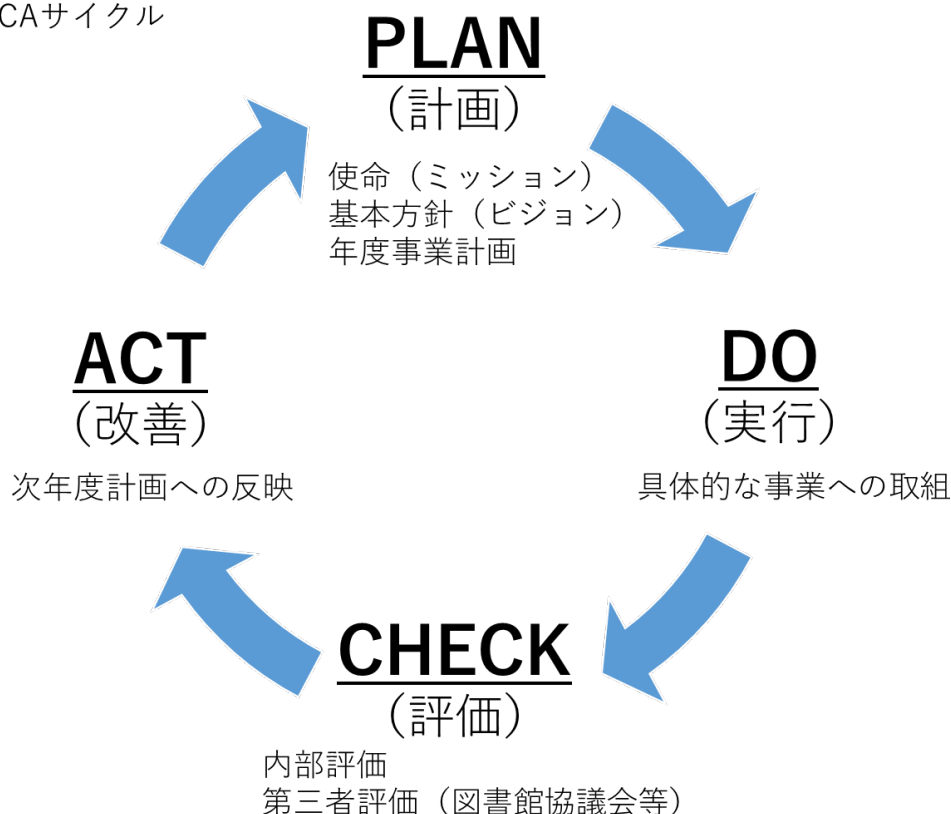 CAサイクル
PLAN
（計画）
使命（ミッション）
基本方針（ビジョン）
年度事業計画
ACT
（改善）
次年度計画への反映
DO
（実行）
具体的な事業への取組
CHECK
（評価）
内部評価
第三者評価（図書館協議会等）